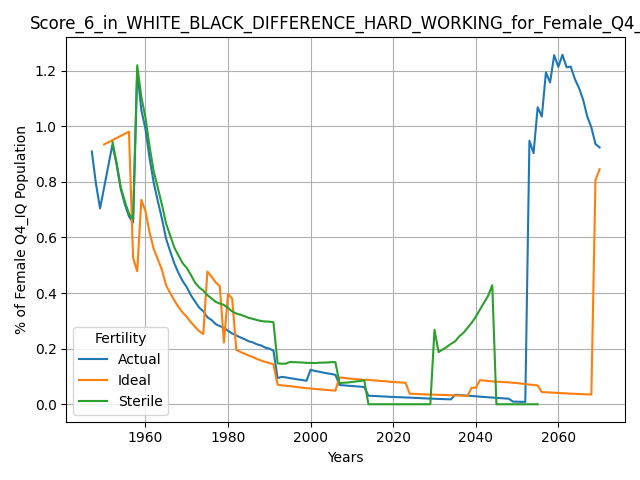 Score_6_in_WHITE_BLACK_DIFFERENCE_HARD_WORKING_for_Female_Q4_
% of Female Q4_IQ Population
1.2
1.0
0.8
0.6
0.4
0.2
0.0
Fertility
Actual
Ideal
Sterile
1960
1980
2000
2020
2040
2060
Years